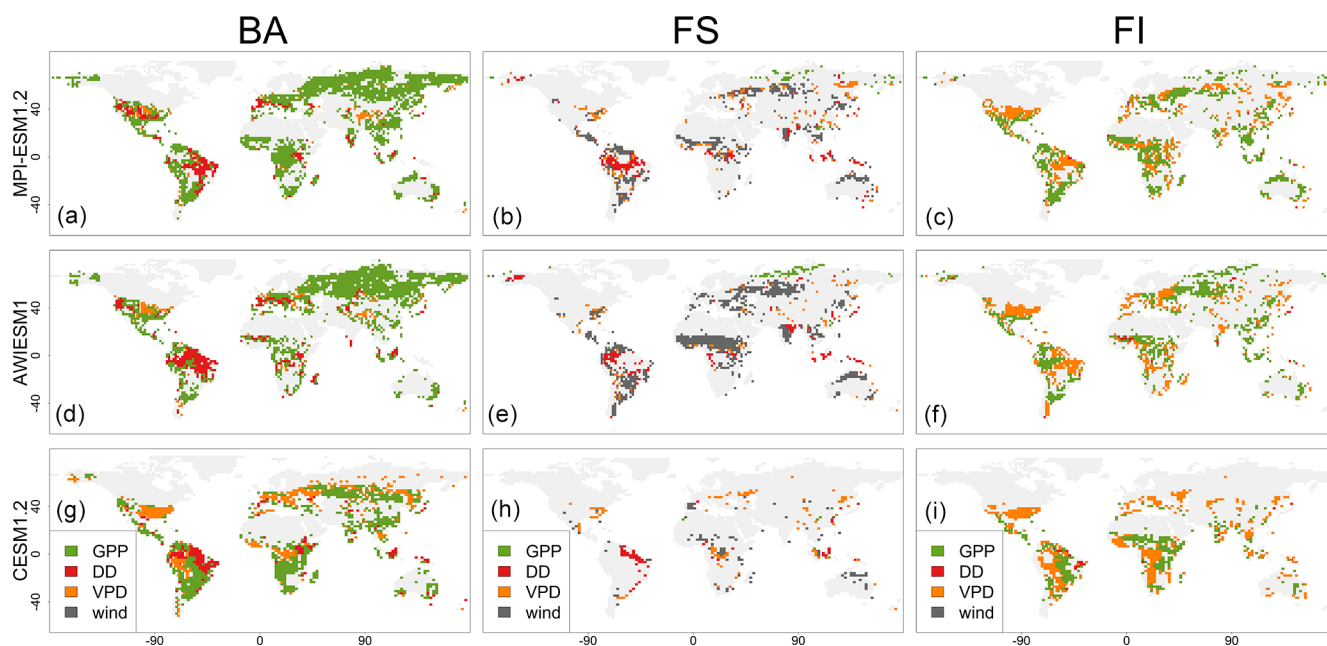 BA FS FI
MPI-ESM1.2
40
0
-40
(a) (b) (c)
AWIESM1
40
0
-40
(d) (e) (f)
CESM1.2
40
0
-40
(g) (h) (i)
GPP GPP GPP
DD DD DD
VPD VPD VPD
wind wind wind
-90 0 90 -90 0 90 -90 0 90